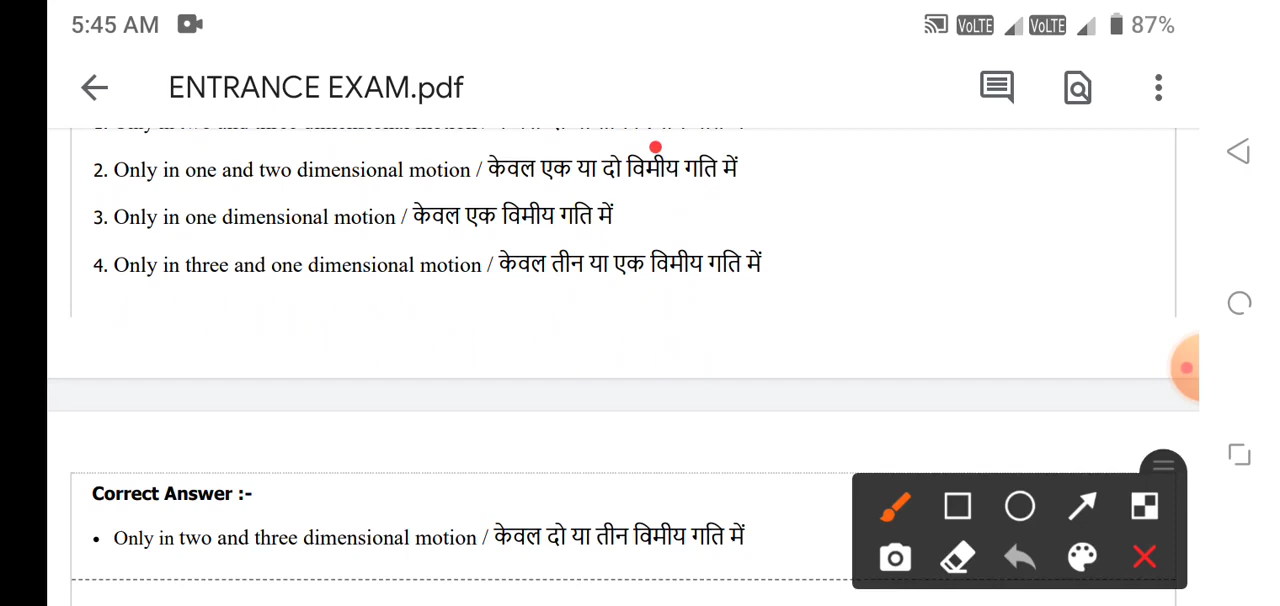 5:45 AM VoLTE VoLTE 87%
ENTRANCE EXAM.pdf
2. Only in one and two dimensional motion / केवल एक या दो विमीय गति में
3. Only in one dimensional motion / केवल एक विमीय गति में
4. Only in three and one dimensional motion / केवल तीन या एक विमीय गति में
Correct Answer :-
• Only in two and three dimensional motion / केवल दो या तीन विमीय गति में